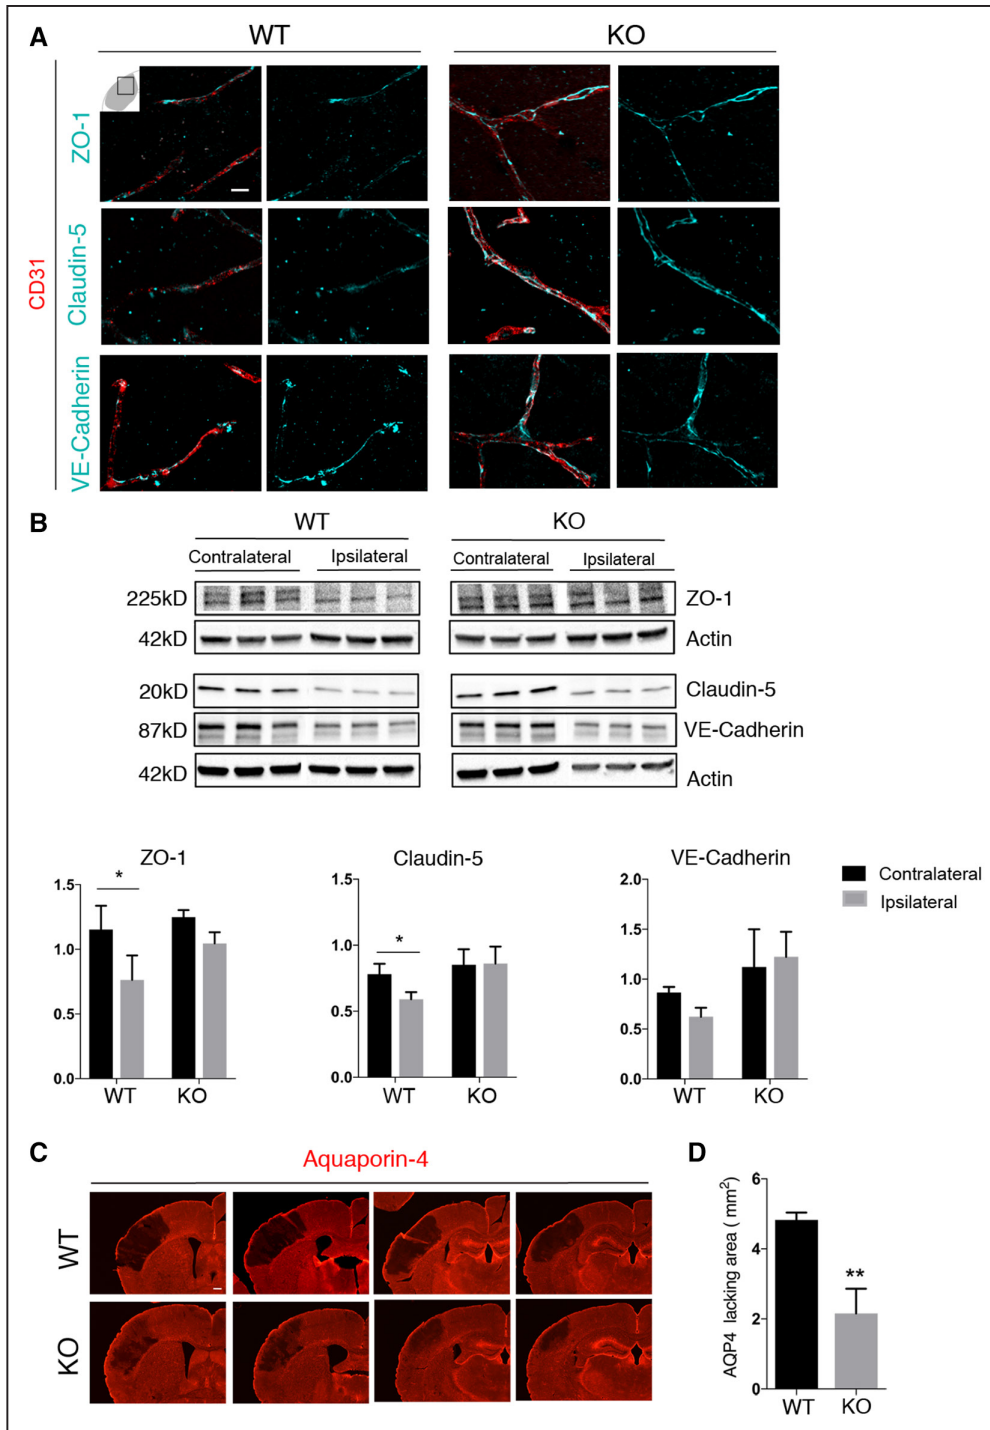 A
WT
KO
CD31
ZO-1
Claudin-5
VE-Cadherin
B
WT
KO
Contralateral
Ipsilateral
Contralateral
Ipsilateral
225kD
ZO-1
42kD
Actin
20kD
Claudin-5
87kD
VE-Cadherin
42kD
Actin
ZO-1
1.5
1.0
0.5
0.0
*
WT
KO
Claudin-5
1.5
1.0
0.5
0.0
*
WT
KO
VE-Cadherin
2.0
1.5
1.0
0.5
0.0
WT
KO
Contralateral
Ipsilateral
C
Aquaporin-4
WT
KO
D
AQP4 lacking area ( mm²)
6
4
2
0
**
WT
KO